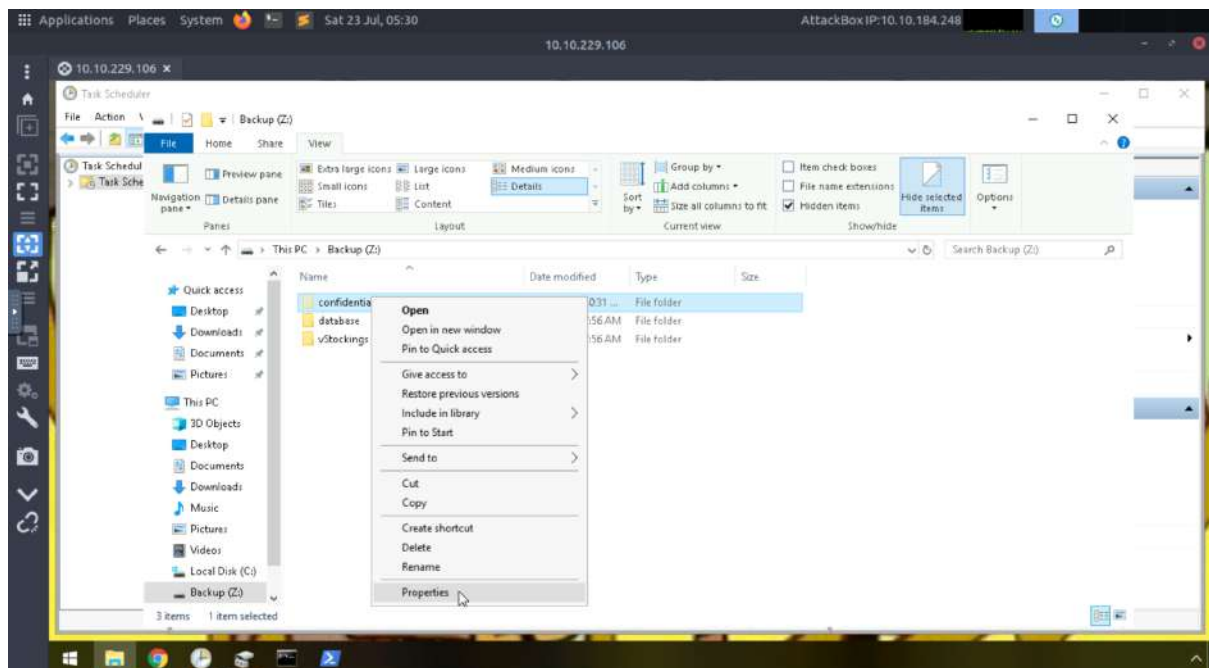 Applications Places System Sat 23 Jul, 05:30 AttackBox IP:10.10.184.248
10.10.229.106
10.10.229.106 ×
Task Scheduler
File Action Backup (Z:)
File Home Share View
Task Schedul
Task Sche
Navigation pane
Preview pane
Details pane
Panes
Extra large icons Large icons Medium icons
Small icons List Details
Tiles Content
Layout
Sort by
Group by
Add columns
Size all columns to fit
Current view
Item check boxes
File name extensions
Hidden items
Hide selected items
Options
Show/hide
This PC > Backup (Z:)
Search Backup (Z:)
Name Date modified Type Size
Quick access
Desktop
Downloads
Documents
Pictures
This PC
3D Objects
Desktop
Documents
Downloads
Music
Pictures
Videos
Local Disk (C:)
Backup (Z:)
confidentia File folder
database :56 AM File folder
vStockings :56 AM File folder
Open
Open in new window
Pin to Quick access
Give access to
Restore previous versions
Include in library
Pin to Start
Send to
Cut
Copy
Create shortcut
Delete
Rename
Properties
3 items 1 item selected